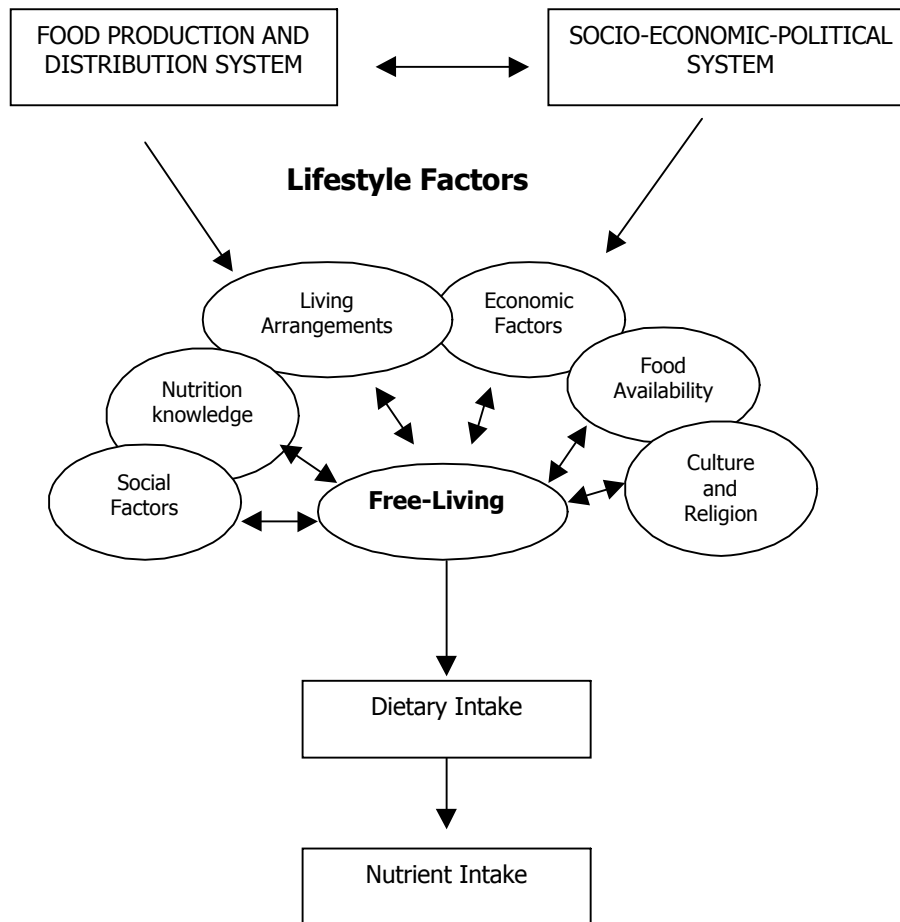 FOOD PRODUCTION AND
DISTRIBUTION SYSTEM
SOCIO-ECONOMIC-POLITICAL
SYSTEM
Lifestyle Factors
Living
Arrangements
Economic
Factors
Food
Availability
Nutrition
knowledge
Culture
and
Religion
Social
Factors
Free-Living
Dietary Intake
Nutrient Intake